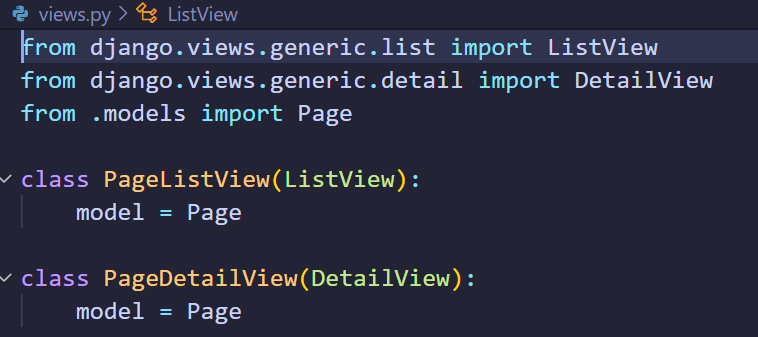 views.py > ListView
from django.views.generic.list import ListView
from django.views.generic.detail import DetailView
from .models import Page
class PageListView(ListView):
    model = Page
class PageDetailView(DetailView):
    model = Page